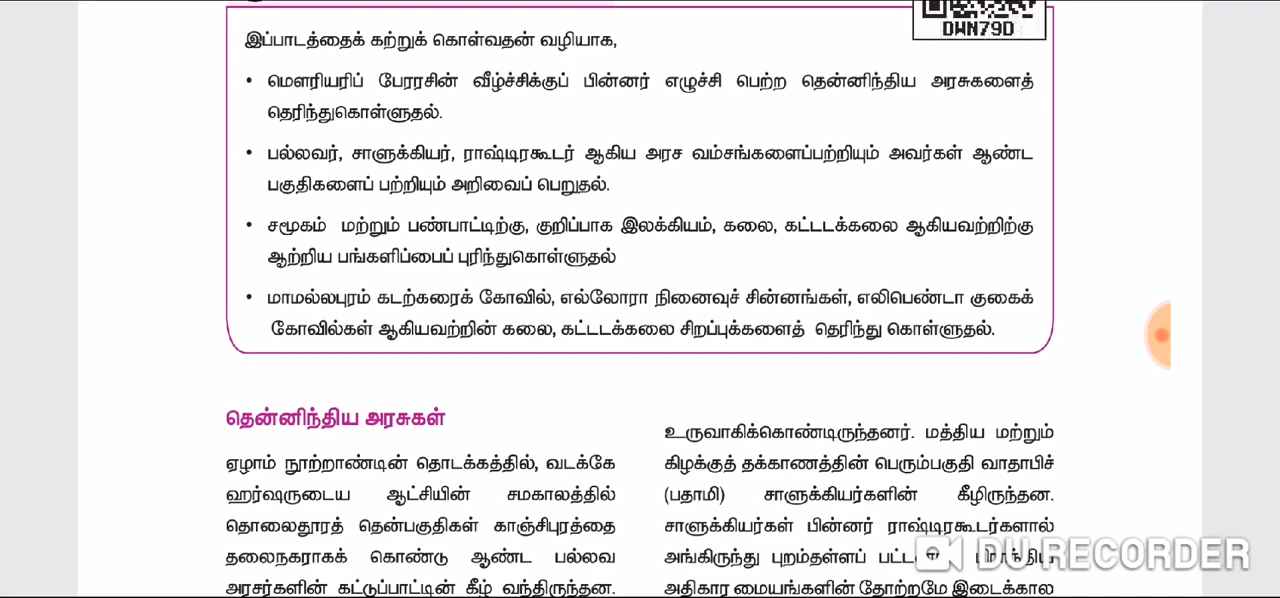 DWN79D
இப்பாடத்தைக் கற்றுக் கொள்வதன் வழியாக,
• மௌரியரிப் பேரரசின் வீழ்ச்சிக்குப் பின்னர் எழுச்சி பெற்ற தென்னிந்திய அரசுகளைத்
தெரிந்துகொள்ளுதல்.
• பல்லவர், சாளுக்கியர், ராஷ்டிரகூடர் ஆகிய அரச வம்சங்களைப்பற்றியும் அவர்கள் ஆண்ட
பகுதிகளைப் பற்றியும் அறிவைப் பெறுதல்.
• சமூகம் மற்றும் பண்பாட்டிற்கு, குறிப்பாக இலக்கியம், கலை, கட்டடக்கலை ஆகியவற்றிற்கு
ஆற்றிய பங்களிப்பைப் புரிந்துகொள்ளுதல்
• மாமல்லபுரம் கடற்கரைக் கோவில், எல்லோரா நினைவுச் சின்னங்கள், எலிபெண்டா குகைக்
கோவில்கள் ஆகியவற்றின் கலை, கட்டடக்கலை சிறப்புக்களைத் தெரிந்து கொள்ளுதல்.
தென்னிந்திய அரசுகள்
ஏழாம் நூற்றாண்டின் தொடக்கத்தில், வடக்கே
ஹர்ஷருடைய ஆட்சியின் சமகாலத்தில்
தொலைதூரத் தென்பகுதிகள் காஞ்சிபுரத்தை
தலைநகராகக் கொண்டு ஆண்ட பல்லவ
அரசர்களின் கட்டுப்பாட்டின் கீழ் வந்திருந்தன.
உருவாகிக்கொண்டிருந்தனர். மத்திய மற்றும்
கிழக்குத் தக்காணத்தின் பெரும்பகுதி வாதாபிச்
(பதாமி) சாளுக்கியர்களின் கீழிருந்தன.
சாளுக்கியர்கள் பின்னர் ராஷ்டிரகூடர்களால்
அங்கிருந்து புறம்தள்ளப்
அதிகார மையங்களின் தோற்றமே இடைக்கால
DU RECORDER